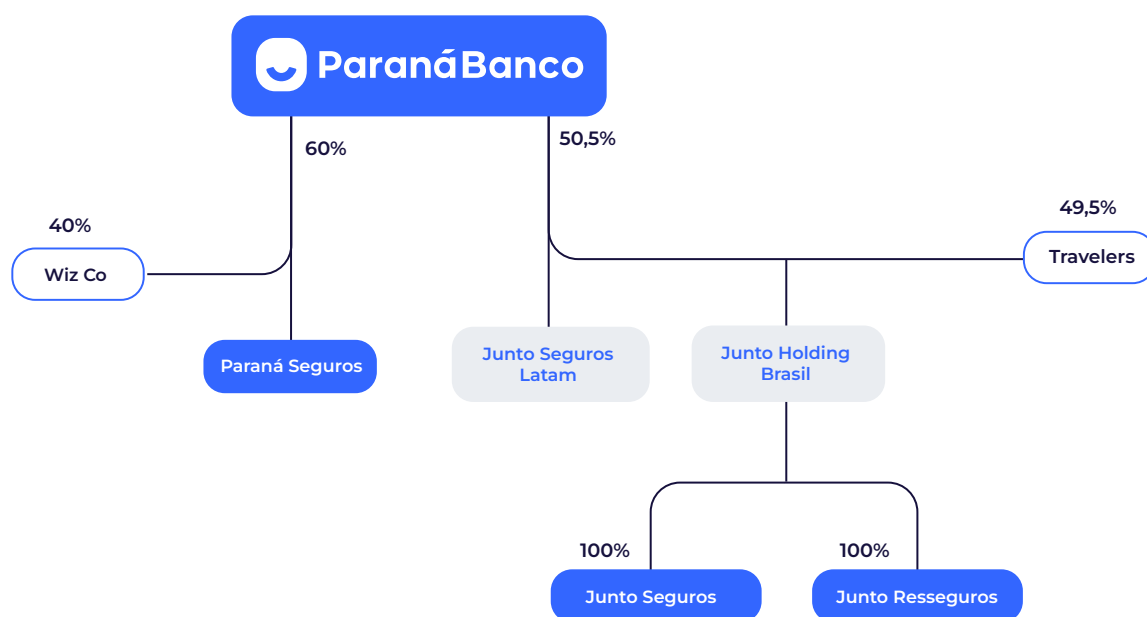 ParanáBanco
60%
50,5%
40%
49,5%
Wiz Co
Travelers
Paraná Seguros
Junto Seguros
Latam
Junto Holding
Brasil
100%
100%
Junto Seguros
Junto Resseguros